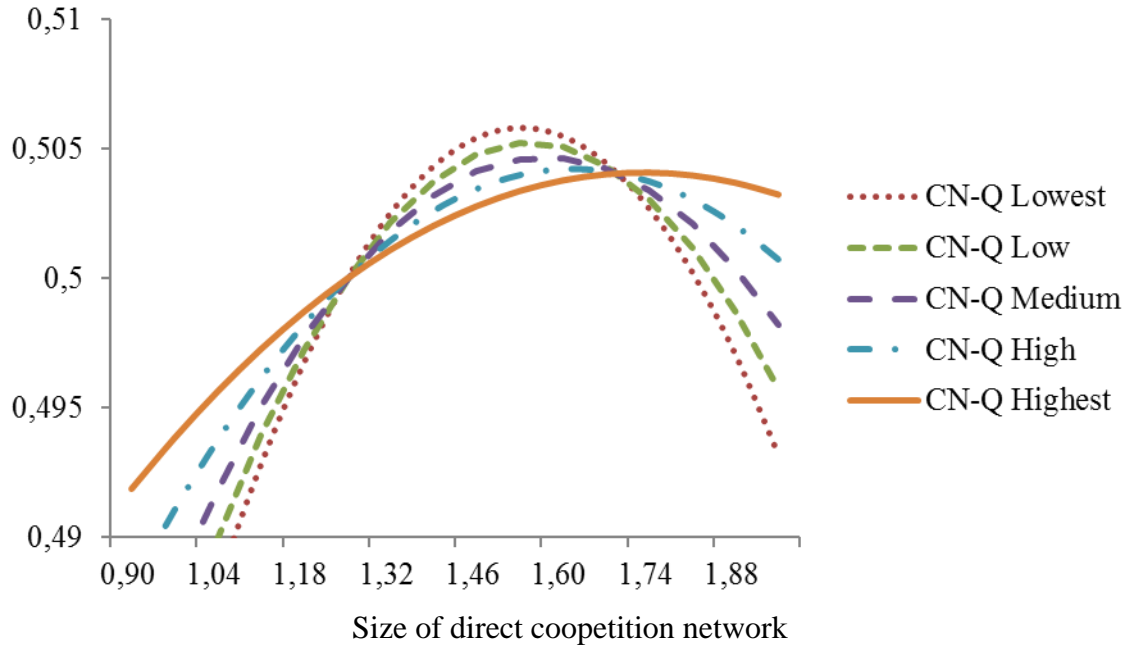 0,51
0,505
0,5
0,495
0,49
0,90 1,04 1,18 1,32 1,46 1,60 1,74 1,88
Size of direct coopetition network
CN-Q Lowest
CN-Q Low
CN-Q Medium
CN-Q High
CN-Q Highest